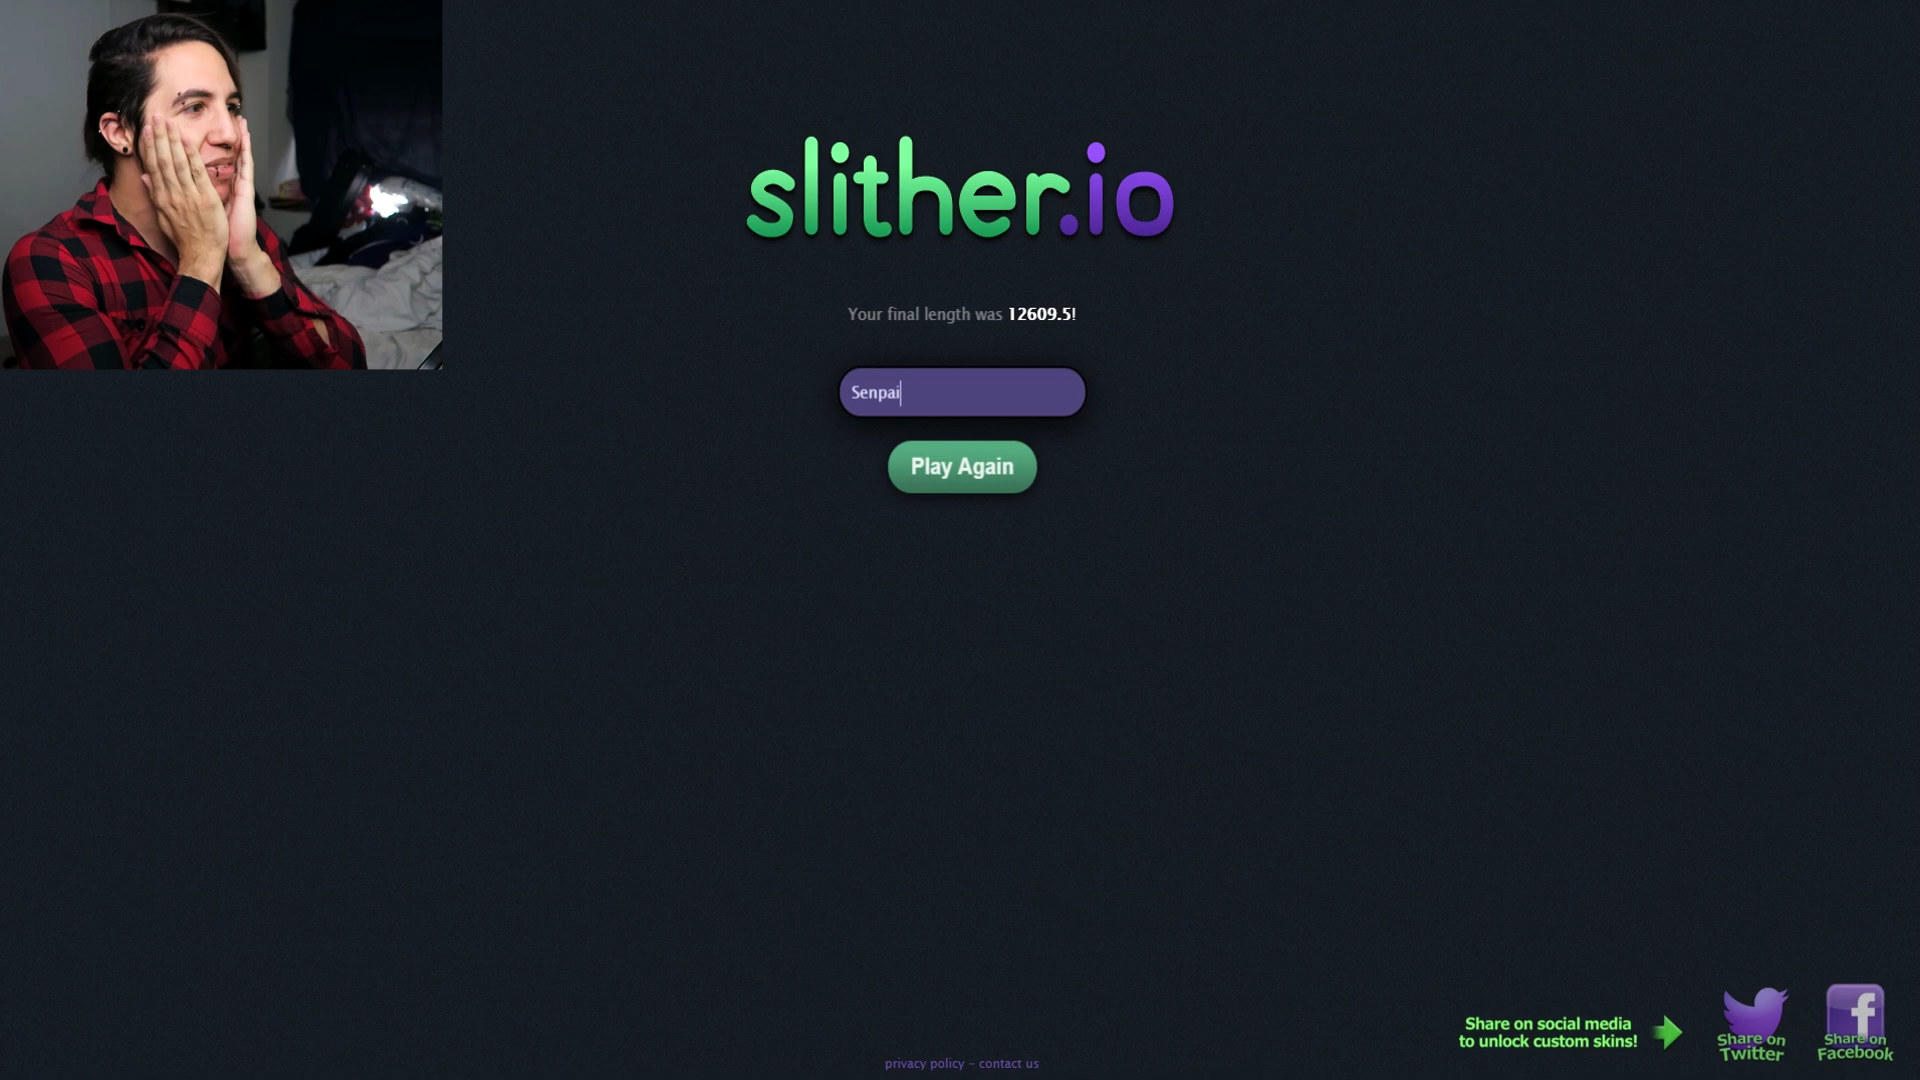 slither.io
Your final length was 12609.5!
Senpai
Play Again
Share on social media
to unlock custom skins!
Share on
Twitter
f
Share on
Facebook
privacy policy - contact us